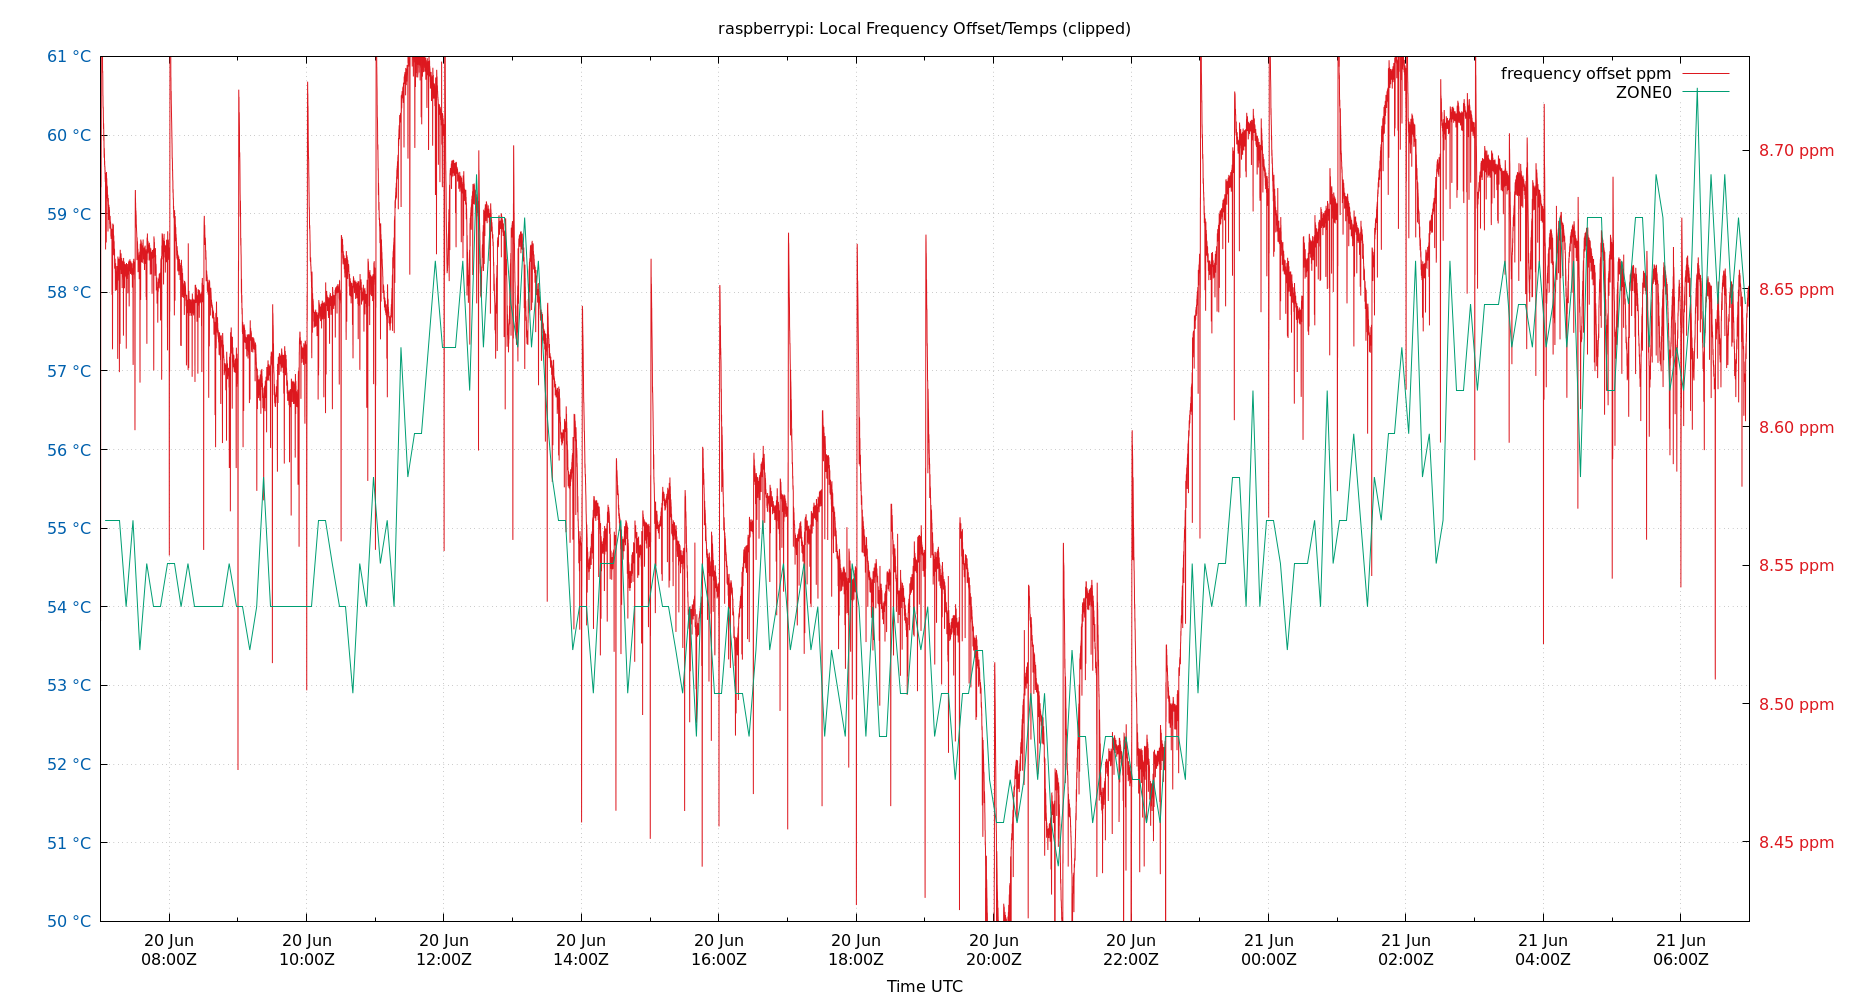 raspberrypi: Local Frequency Offset/Temps (clipped)
frequency offset ppm
ZONE0
61 °C
60 °C
59 °C
58 °C
57 °C
56 °C
55 °C
54 °C
53 °C
52 °C
51 °C
50 °C
8.70 ppm
8.65 ppm
8.60 ppm
8.55 ppm
8.50 ppm
8.45 ppm
20 Jun 20 Jun 20 Jun 20 Jun 20 Jun 20 Jun 20 Jun 20 Jun 21 Jun 21 Jun 21 Jun 21 Jun
08:00Z 10:00Z 12:00Z 14:00Z 16:00Z 18:00Z 20:00Z 22:00Z 00:00Z 02:00Z 04:00Z 06:00Z
Time UTC